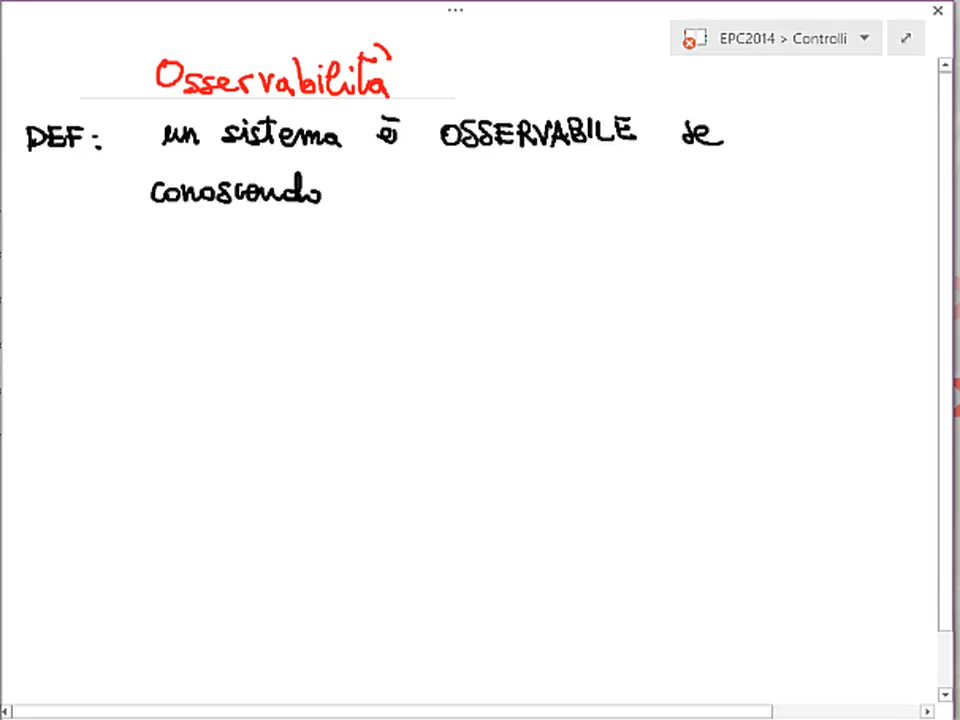 EPC2014 > Controlli
Osservabilità
DEF: un sistema è OSSERVABILE se
conoscendo